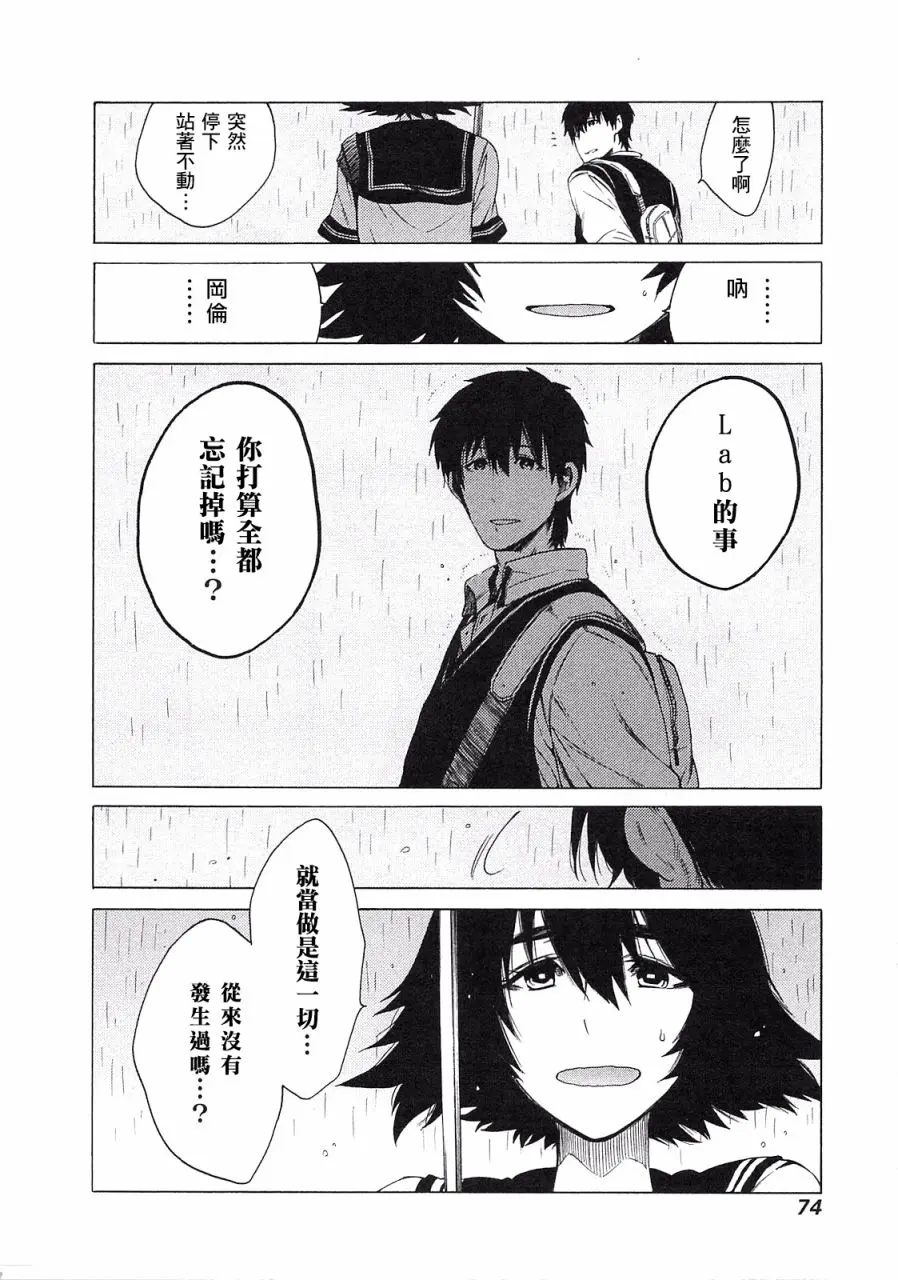 怎麼了啊
突然
停下
站著不動…
……吶
岡倫
……
Lab的事
你打算全都
忘記掉嗎…？
就當做是這一切…
從來沒有
發生過嗎…？
74